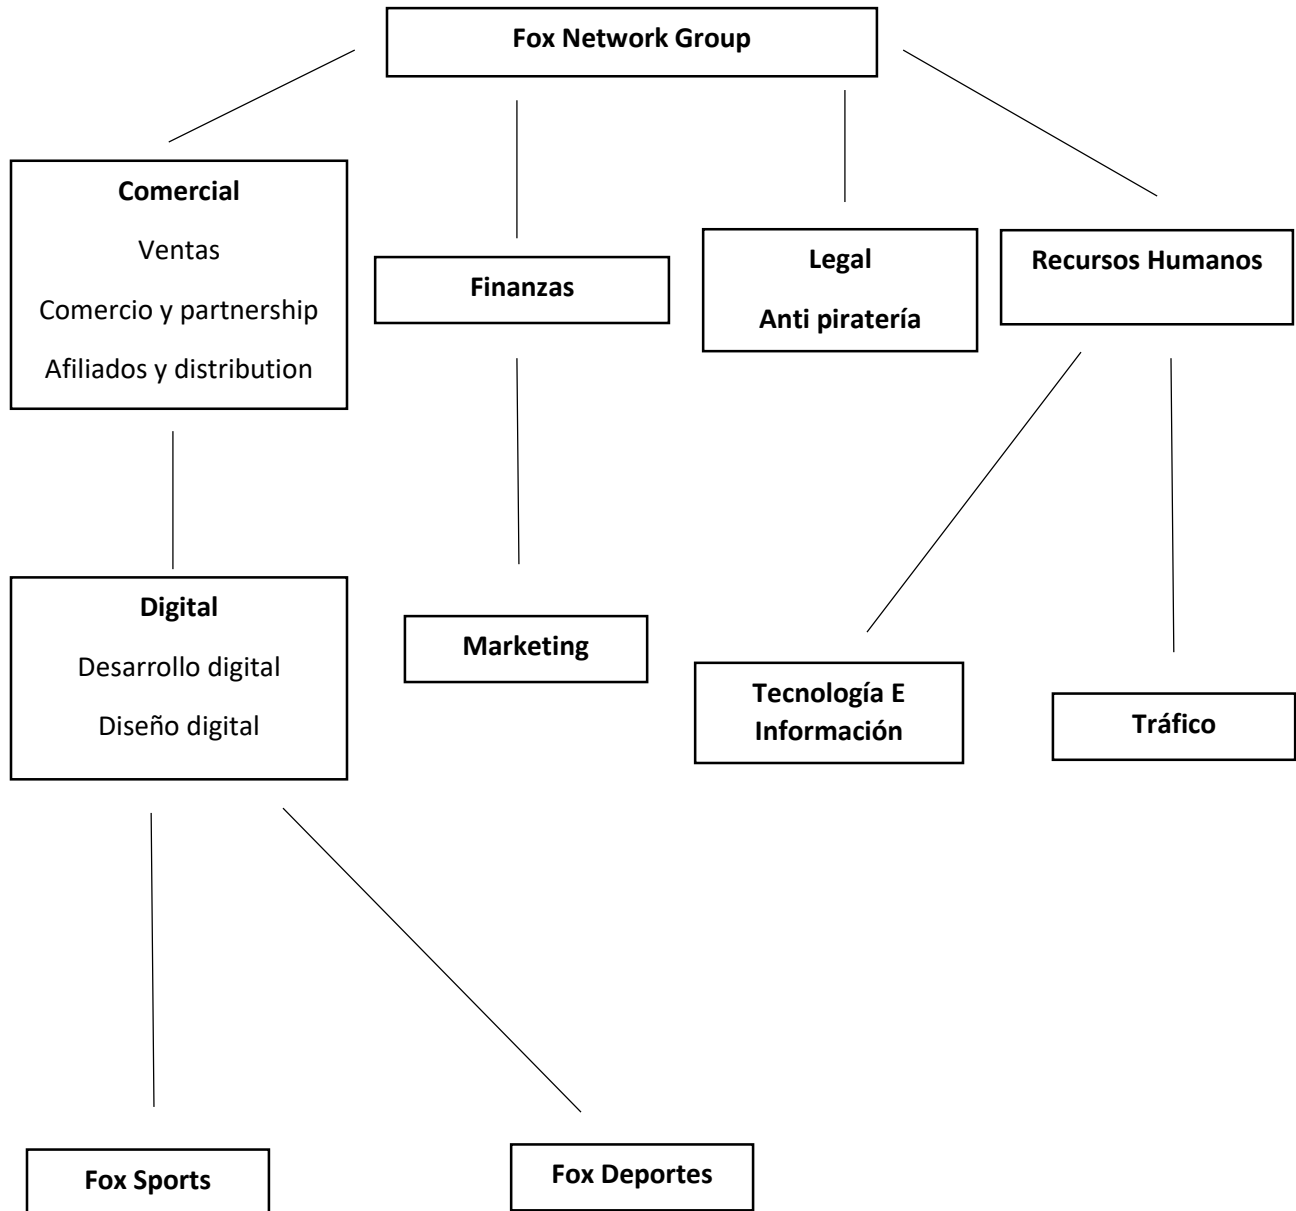 Fox Network Group
Comercial
Ventas
Comercio y partnership
Afiliados y distribution
Finanzas
Legal
Anti piratería
Recursos Humanos
Digital
Desarrollo digital
Diseño digital
Marketing
Tecnología E
Información
Tráfico
Fox Sports
Fox Deportes